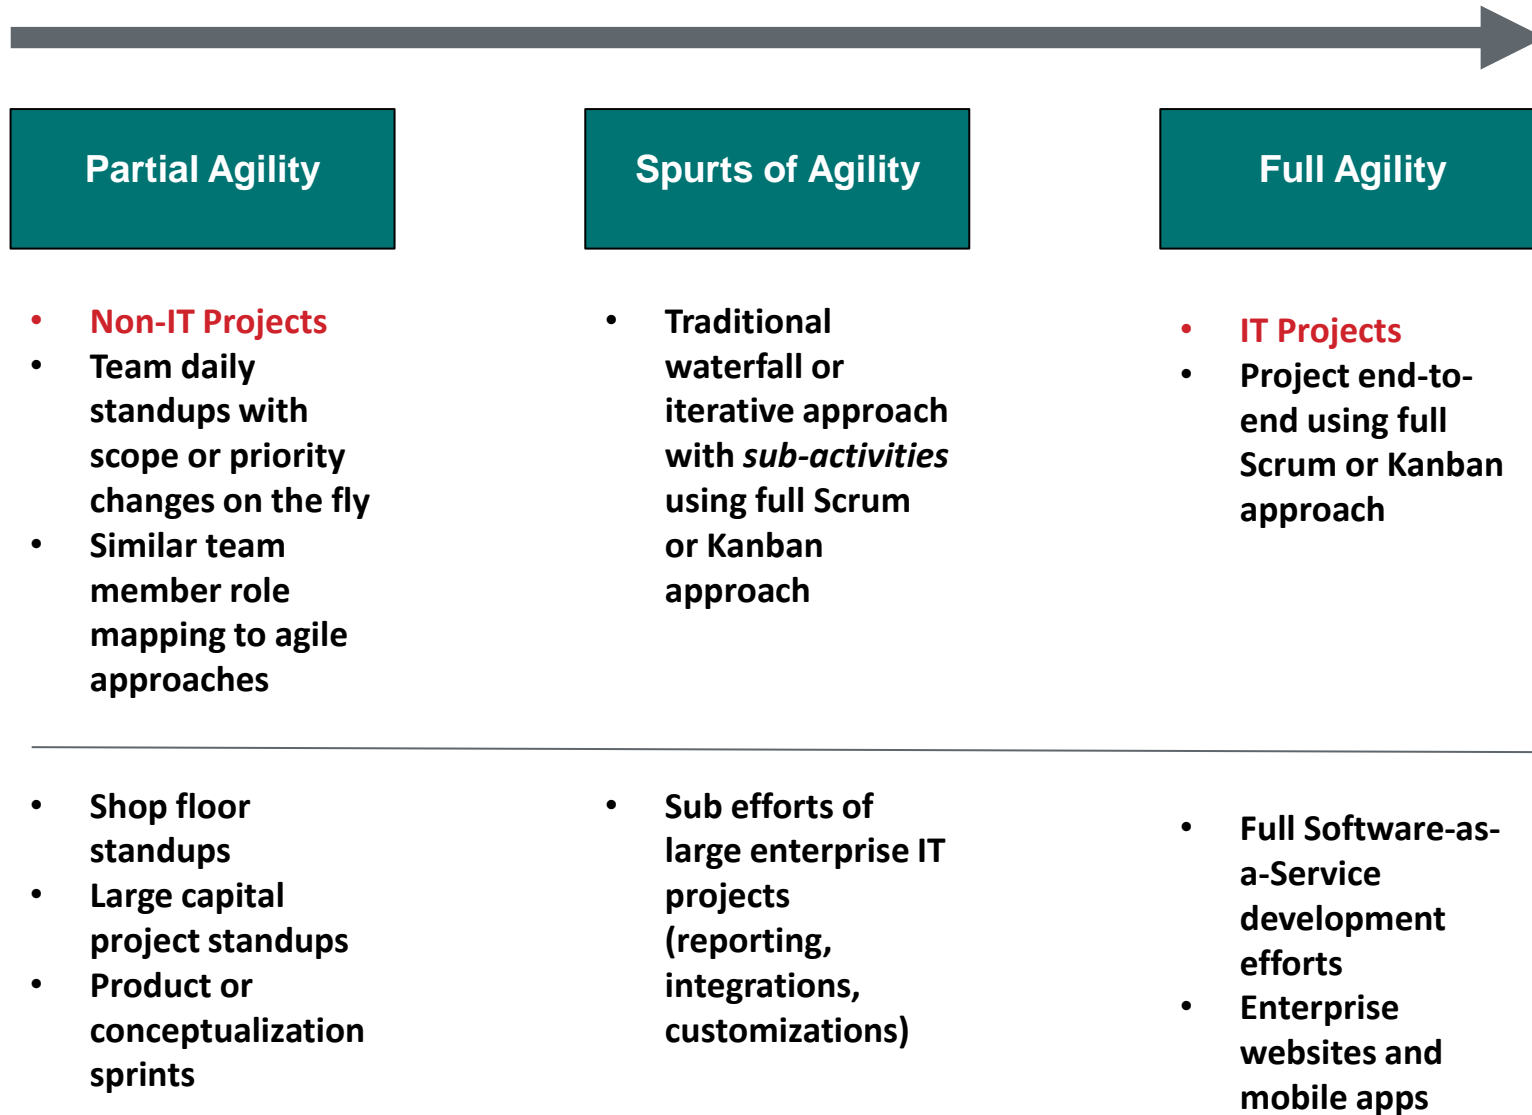 Partial Agility
Spurts of Agility
Full Agility
• Non-IT Projects
• Team daily
standups with
scope or priority
changes on the fly
• Similar team
member role
mapping to agile
approaches
• Traditional
waterfall or
iterative approach
with sub-activities
using full Scrum
or Kanban
approach
• IT Projects
• Project end-to-
end using full
Scrum or Kanban
approach
• Shop floor
standups
• Large capital
project standups
• Product or
conceptualization
sprints
• Sub efforts of
large enterprise IT
projects
(reporting,
integrations,
customizations)
• Full Software-as-
a-Service
development
efforts
• Enterprise
websites and
mobile apps